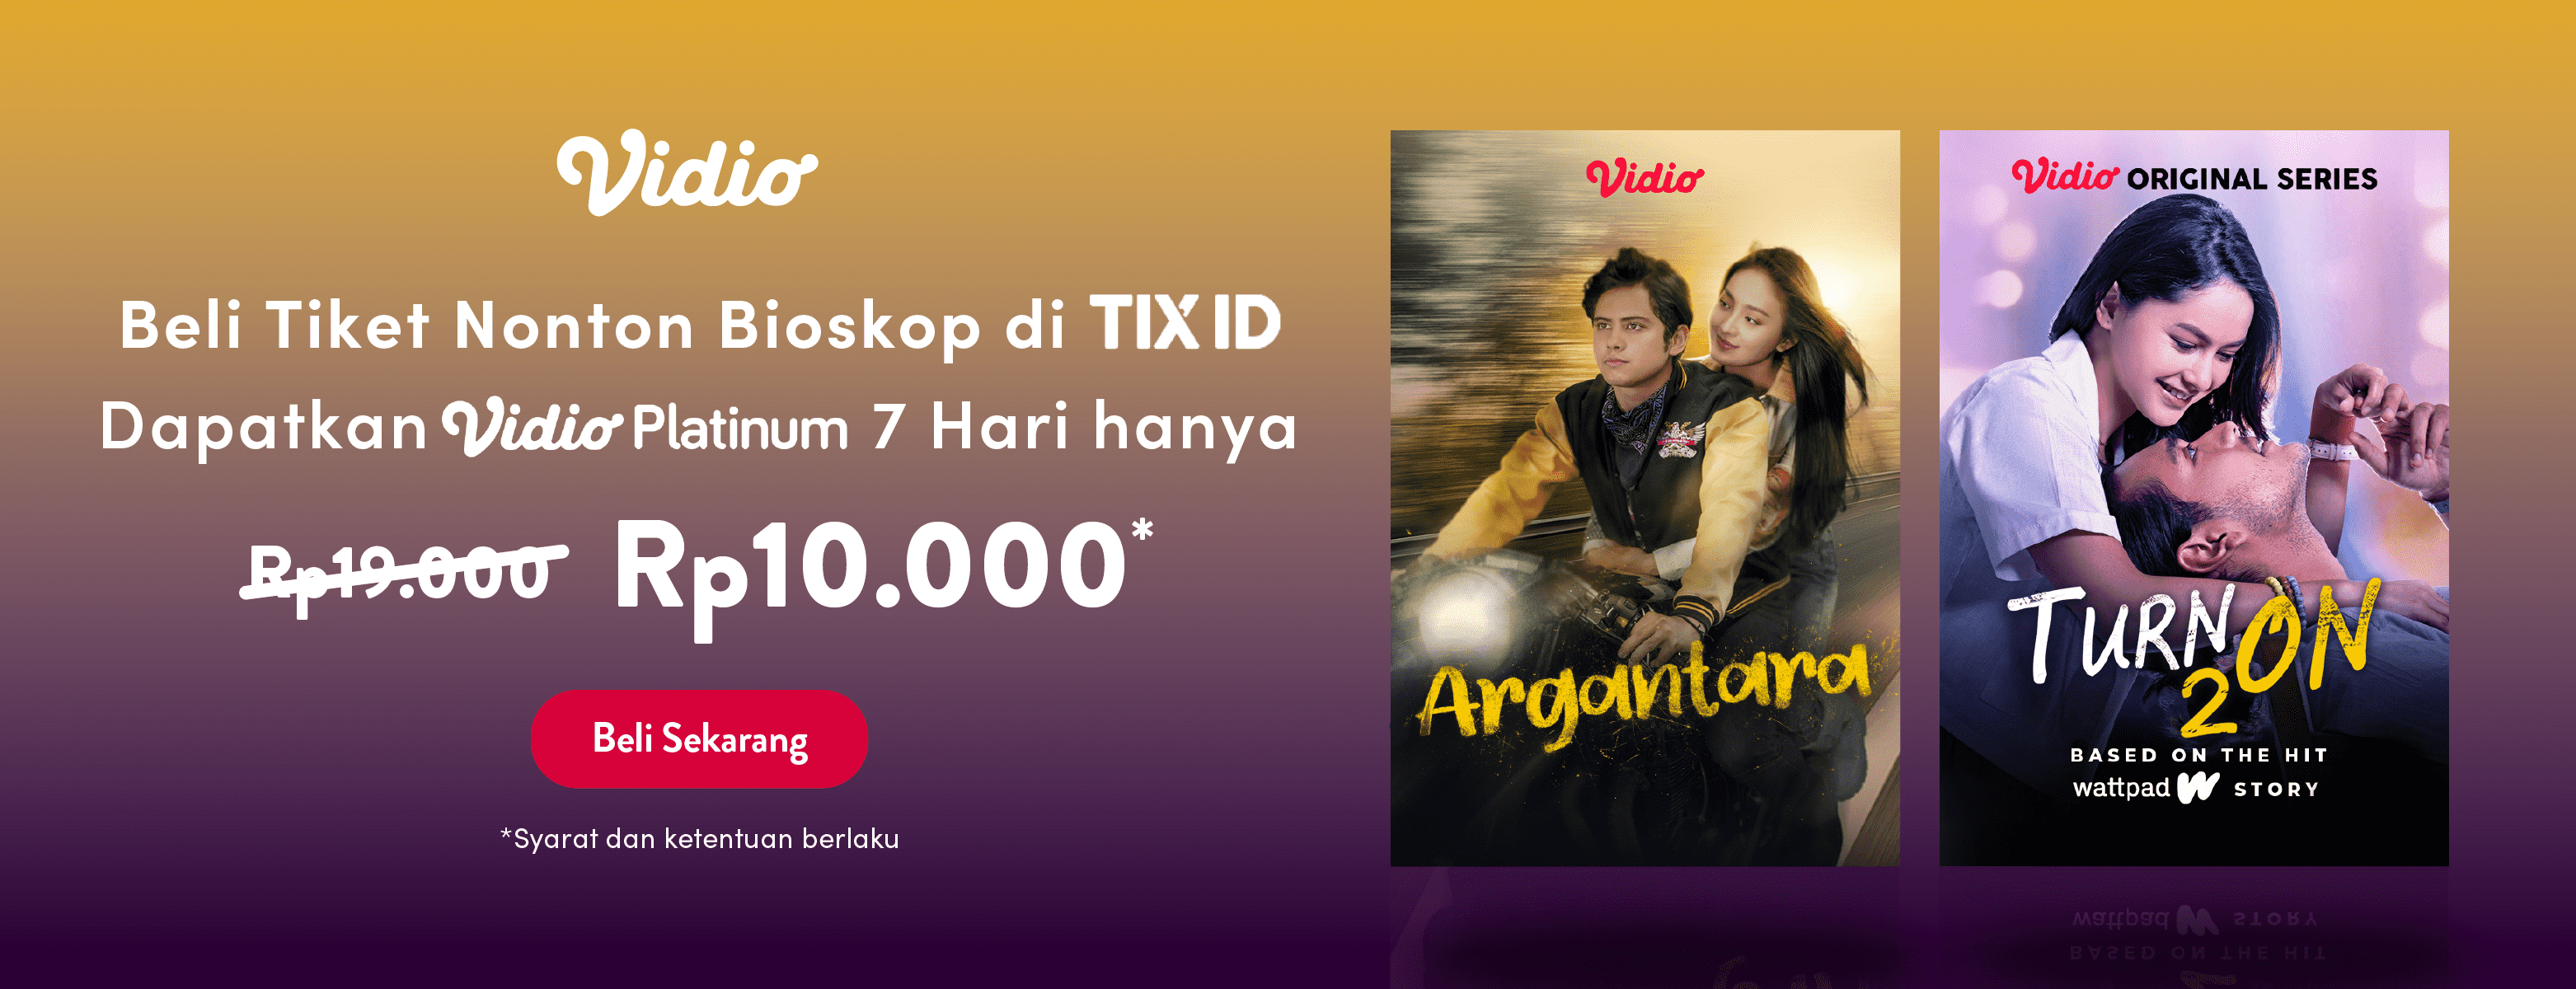 Vidio
Beli Tiket Nonton Bioskop di TIX ID
Dapatkan Vidio Platinum 7 Hari hanya
Rp19.000 Rp10.000*
Beli Sekarang
*Syarat dan ketentuan berlaku
Vidio
Argantara
Vidio ORIGINAL SERIES
TURN ON
2
BASED ON THE HIT
wattpad W STORY